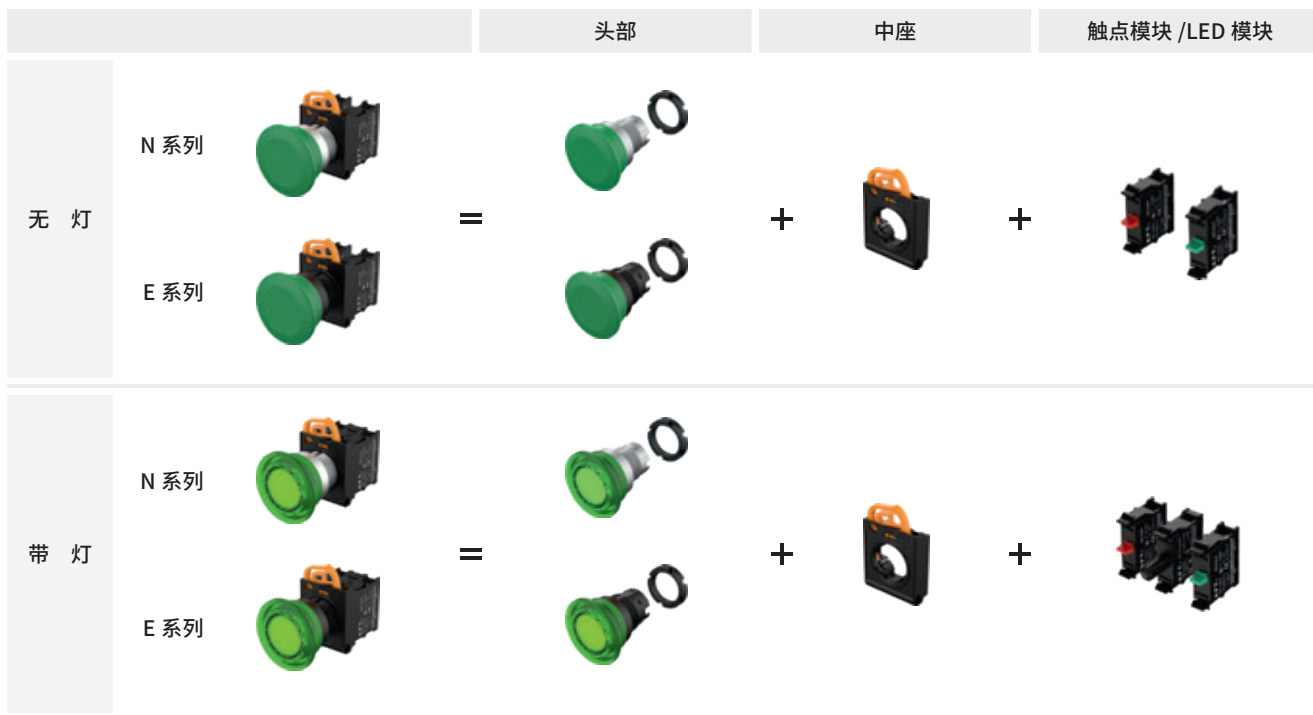 头部
中座
触点模块 /LED 模块
无 灯
N 系列
=
+
+
E 系列
带 灯
N 系列
=
+
+
E 系列